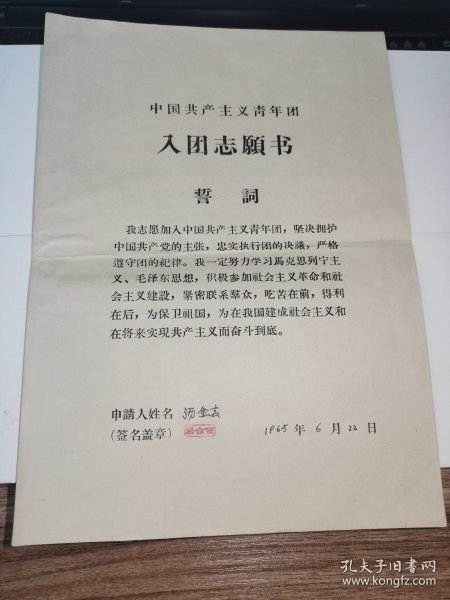 中国共产主义青年团
入团志願书
誓詞
我志愿加入中国共产主义青年团，坚决拥护
中国共产党的主张，忠实执行团的决議，严格
遵守团的紀律。我一定努力学习馬克思列宁主
义、毛泽东思想，积极参加社会主义革命和社
会主义建設，紧密联系羣众，吃苦在前，得利
在后，为保卫祖国，为在我国建成社会主义和
在将来实現共产主义而奋斗到底。
申請人姓名
(签名盖章)
1965 年 6 月 22 日
孔夫子旧书网
www.kongfz.com